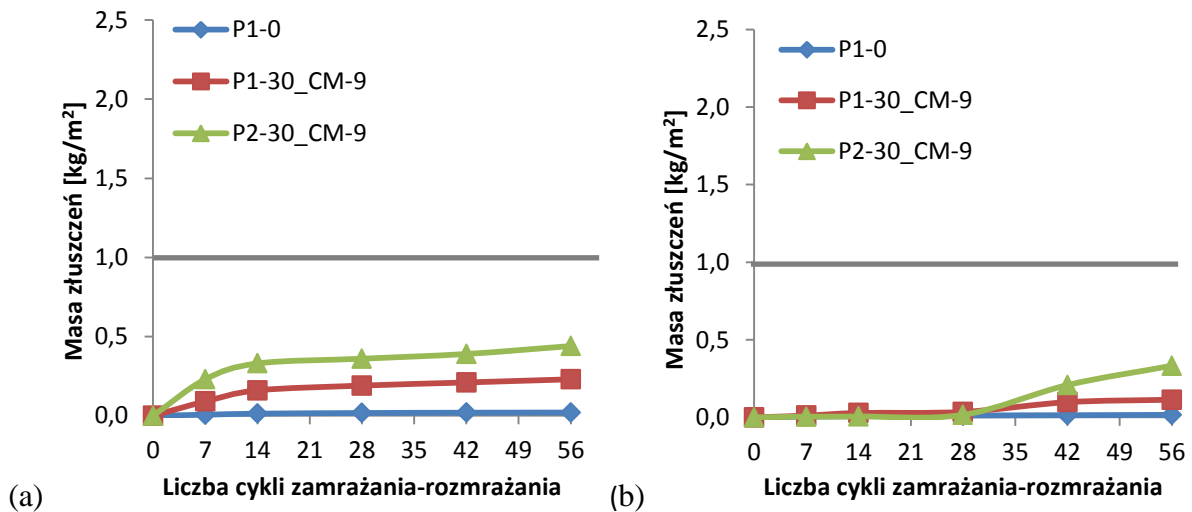 2,5
2,0
1,5
1,0
0,5
0,0
Masa złuszczeń [kg/m²]
P1-0
P1-30_CM-9
P2-30_CM-9
0 7 14 21 28 35 42 49 56
Liczba cykli zamrażania-rozmrażania
(a)
2,5
2,0
1,5
1,0
0,5
0,0
Masa złuszczeń [kg/m²]
P1-0
P1-30_CM-9
P2-30_CM-9
0 7 14 21 28 35 42 49 56
Liczba cykli zamrażania-rozmrażania
(b)